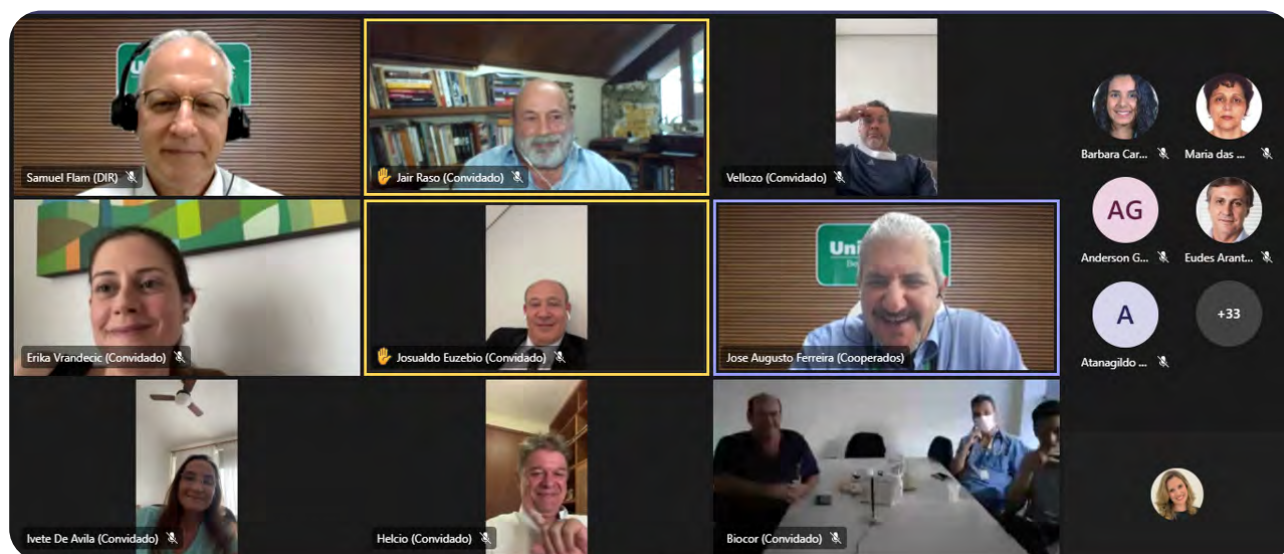 Samuel Flam (DIR)
Jair Raso (Convidado)
Vellozo (Convidado)
Barbara Car...
Maria das ...
Erika Vrandecic (Convidado)
Josualdo Euzebio (Convidado)
Uni
Jose Augusto Ferreira (Cooperados)
AG
Anderson G...
Eudes Arant...
A
+33
Atanagildo ...
Ivete De Avila (Convidado)
Helcio (Convidado)
Biocor (Convidado)